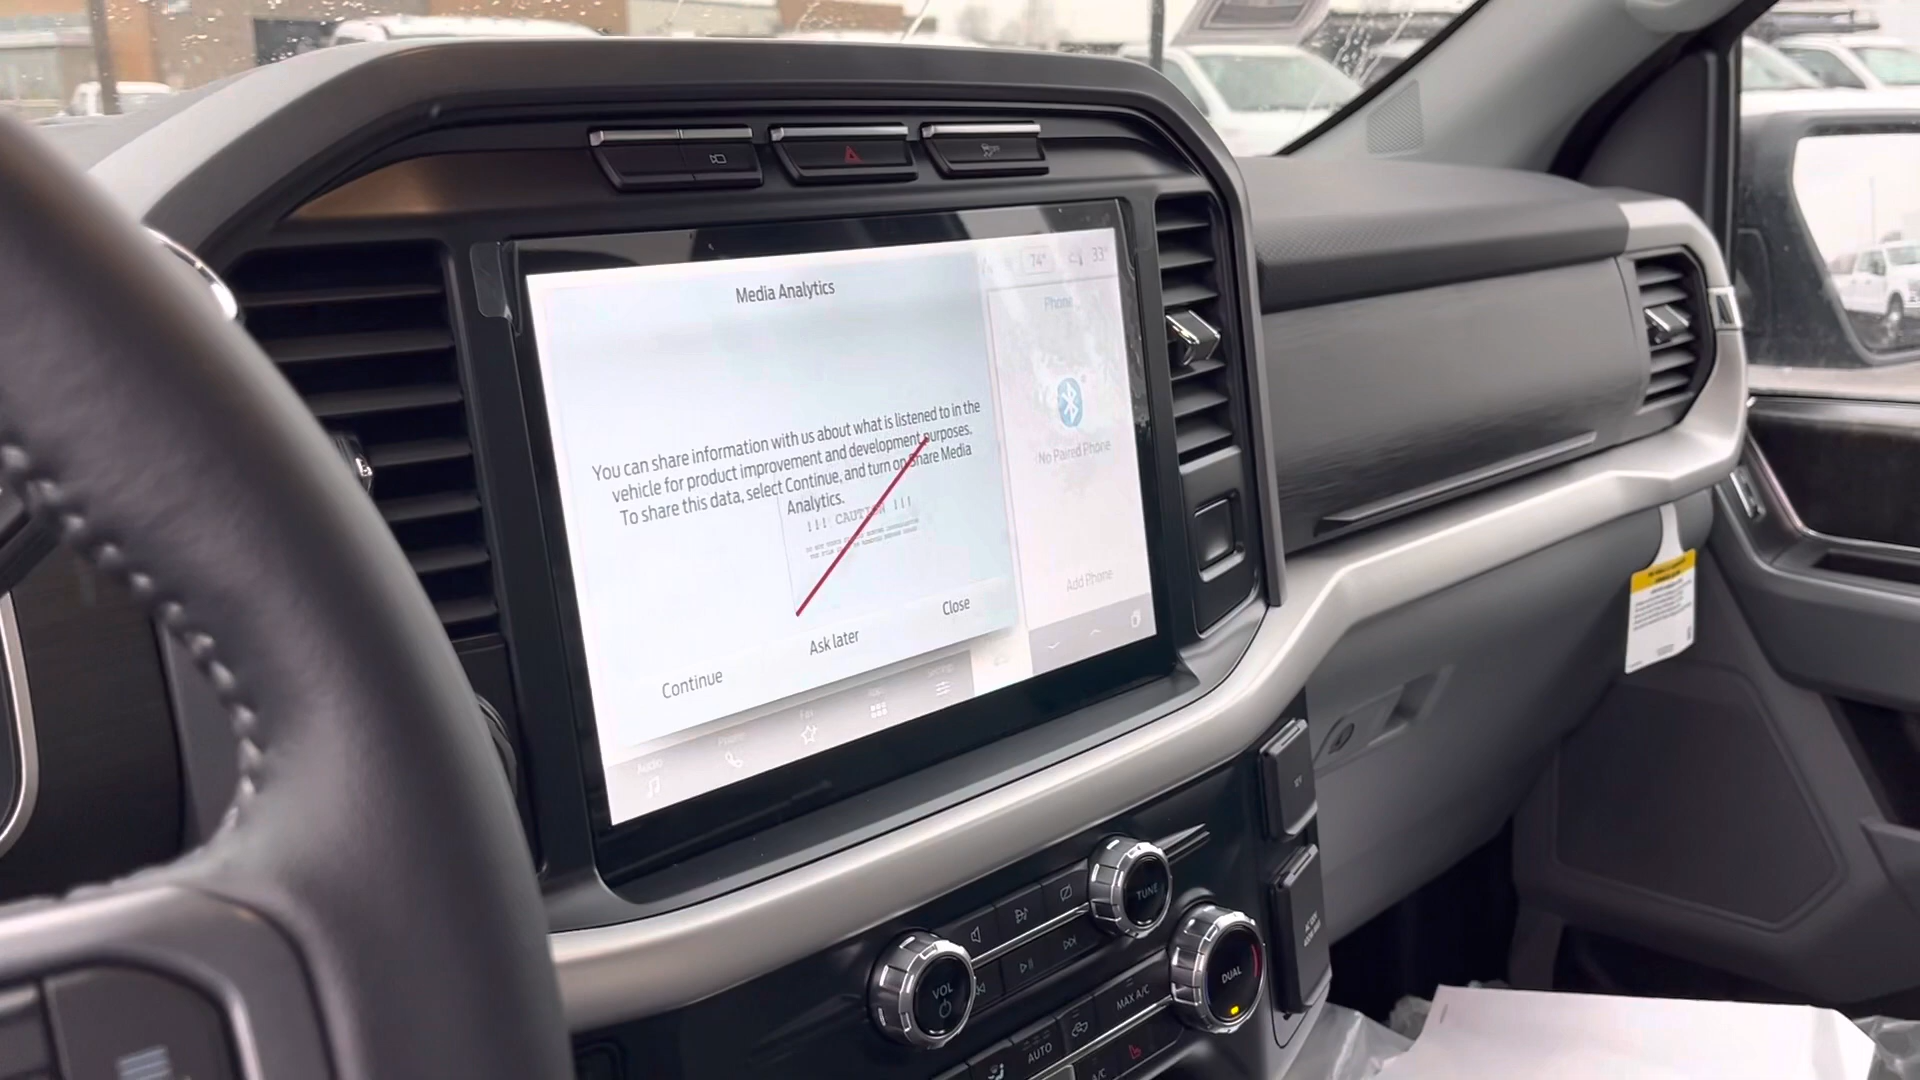 Media Analytics
74° 33°
Phone
You can share information with us about what is listened to in the
vehicle for product improvement and development purposes.
To share this data, select Continue, and turn on Share Media
Analytics.
No Paired Phone
!!! CAUTION !!!
Add Phone
Close
Ask later
Continue
Settings
Fav
Phone
Audio
TUNE
VOL
DUAL
MAX A/C
AUTO
A/C